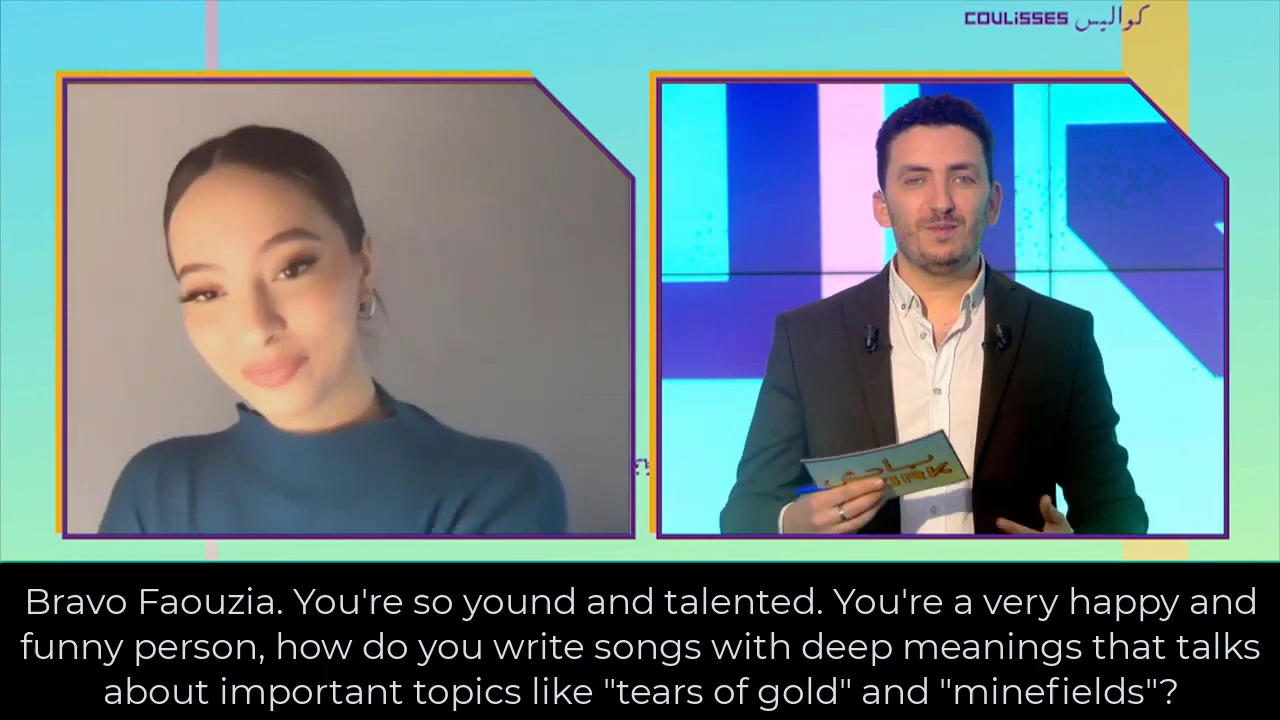 COULISSES كواليس
Bravo Faouzia. You're so yound and talented. You're a very happy and
funny person, how do you write songs with deep meanings that talks
about important topics like "tears of gold" and "minefields"?